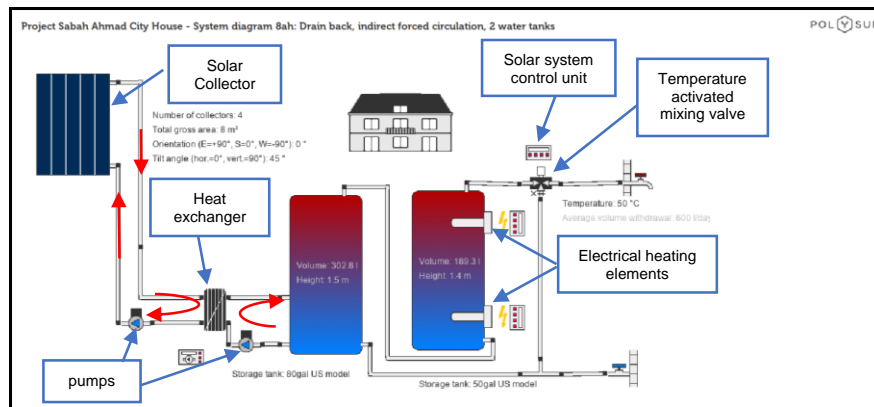 Project Sabah Ahmad City House - System diagram 8ah: Drain back, indirect forced circulation, 2 water tanks
POLYSUN
Solar
Collector
Solar system
control unit
Temperature
activated
mixing valve
Number of collectors: 4
Total gross area: 8 m²
Orientation (E=+90°, S=0°, W=-90°): 0 °
Tilt angle (hor.=0°, vert.=90°): 45 °
Heat
exchanger
Temperature: 50 °C
Average volume withdrawal: 600 l/day
Volume: 302.8 l
Height: 1.5 m
Volume: 189.3 l
Height: 1.4 m
Electrical heating
elements
pumps
Storage tank: 80gal US model
Storage tank: 50gal US model